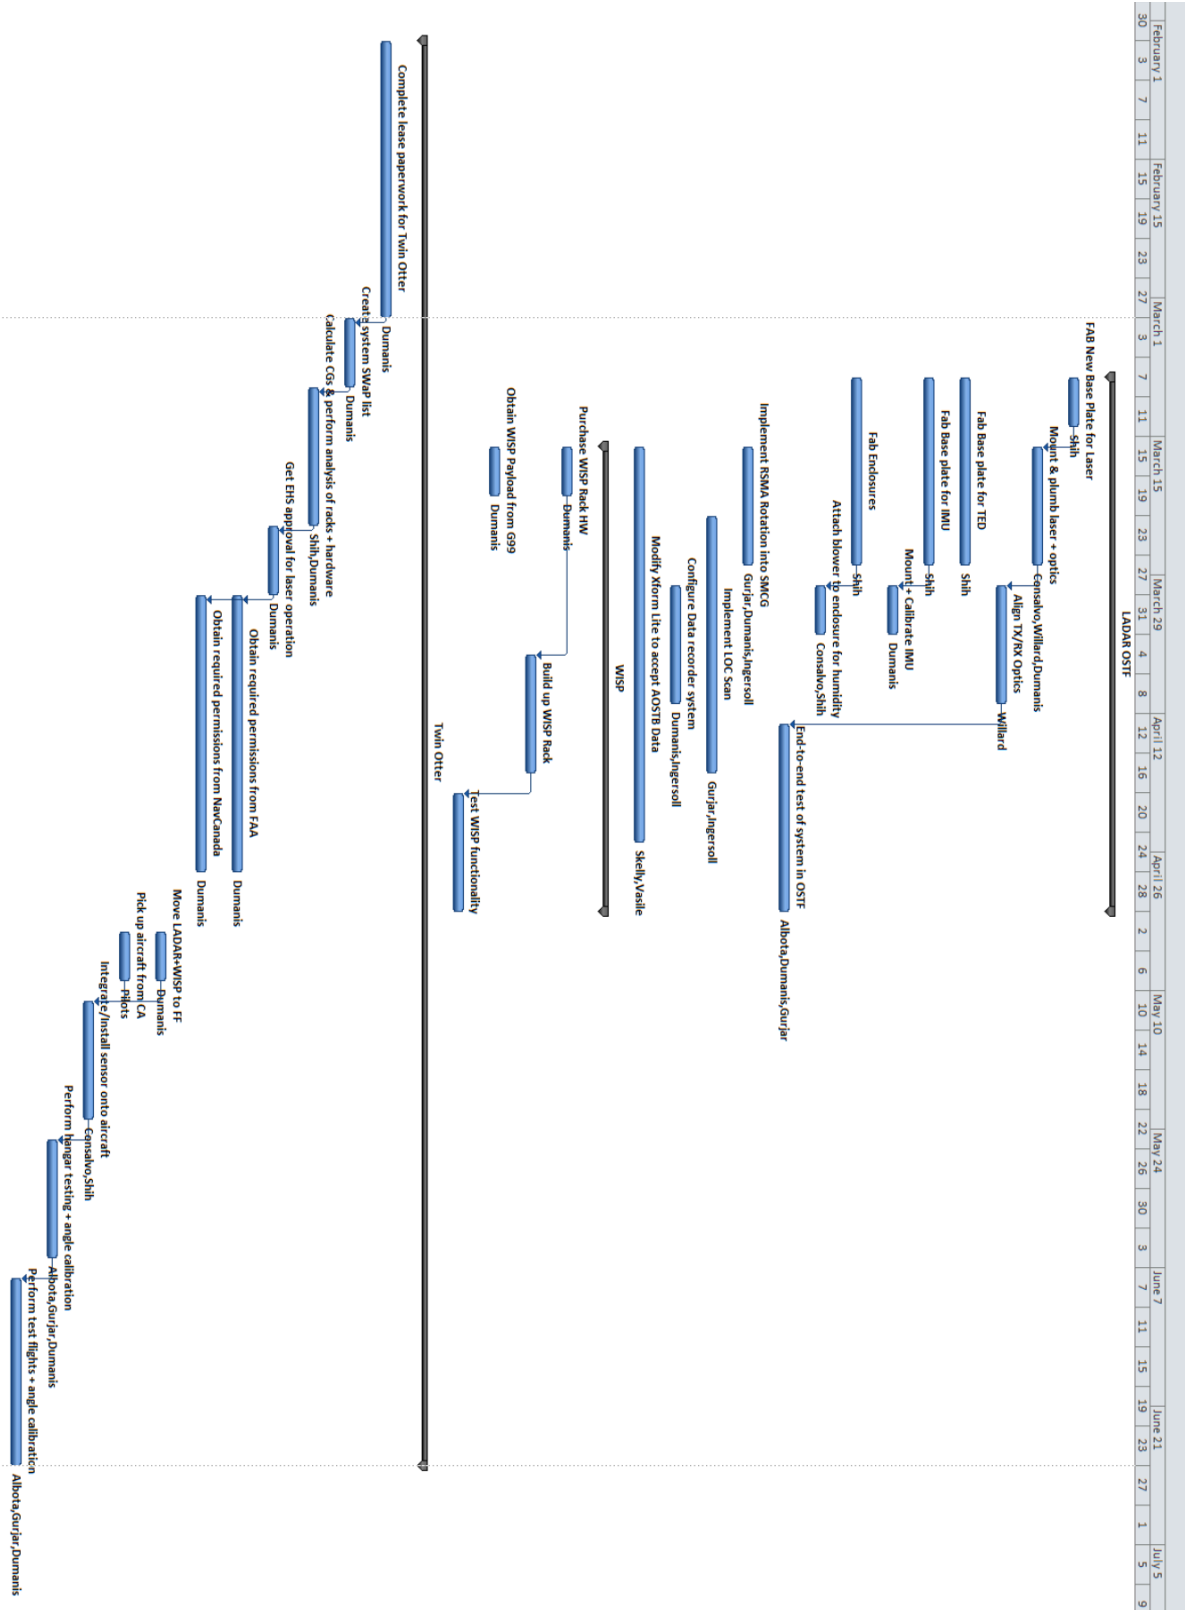 February 1
February 15
March 1
March 15
March 29
April 12
April 26
May 10
May 24
June 7
June 21
July 5
30 3 7 11 15 19 23 27 3 7 11 15 19 23 27 31 4 8 12 16 20 24 28 2 6 10 14 18 22 26 30 3 7 11 15 19 23 27 1 5 9
LADAR OSTF
FAB New Base Plate for Laser
Shih
Mount & plumb laser + optics
Consalvo,Willard,Dumanis
Align TX/RX Optics
Willard
Fab Base plate for TED
Shih
Fab Base plate for IMU
Shih
Mount + Calibrate IMU
Dumanis
Fab Enclosures
Shih
Attach blower to enclosure for humidity
Consalvo,Shih
End-to-end test of system in OSTF
Albota,Dumanis,Gurjar
Implement RSMA Rotation into SMCG
Gurjar,Dumanis,Ingersoll
Implement LOC Scan
Gurjar,Ingersoll
Configure Data recorder system
Dumanis,Ingersoll
Modify Xform Lite to accept AOSTB Data
Skelly,Vasile
WISP
Purchase WISP Rack HW
Dumanis
Build up WISP Rack
Obtain WISP Payload from G99
Dumanis
Test WISP functionality
Twin Otter
Complete lease paperwork for Twin Otter
Dumanis
Create system SWaP list
Dumanis
Calculate CGs & perform analysis of racks + hardware
Shih,Dumanis
Get EHS approval for laser operation
Dumanis
Obtain required permissions from FAA
Dumanis
Obtain required permissions from NavCanada
Dumanis
Move LADAR+WISP to FF
Dumanis
Pick up aircraft from CA
Pilots
Integrate/Install sensor onto aircraft
Consalvo,Shih
Perform hangar testing + angle calibration
Albota,Gurjar,Dumanis
Perform test flights + angle calibration
Albota,Gurjar,Dumanis